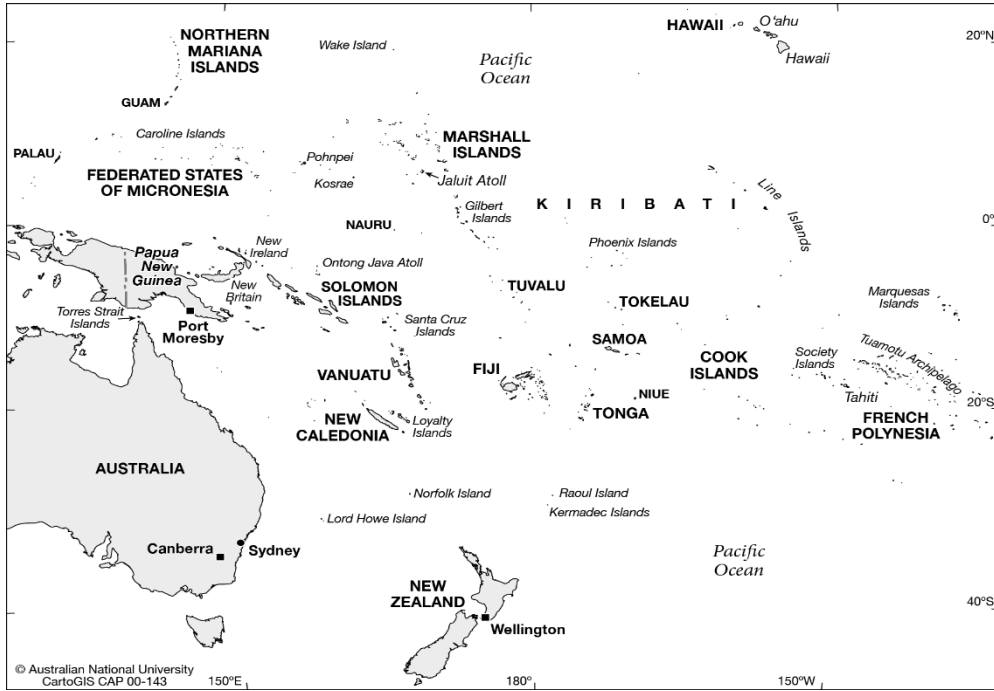 NORTHERN
MARIANA
ISLANDS
Wake Island
Pacific
Ocean
HAWAII
O‘ahu
Hawaii
20°N
GUAM
Caroline Islands
PALAU
FEDERATED STATES
OF MICRONESIA
Pohnpei
Kosrae
MARSHALL
ISLANDS
Jaluit Atoll
Gilbert
Islands
KIRIBATI
Line Islands
0°
NAURU
Phoenix Islands
Papua
New
Guinea
New
Ireland
New
Britain
Ontong Java Atoll
SOLOMON
ISLANDS
TUVALU
TOKELAU
Marquesas
Islands
Torres Strait
Islands
Port
Moresby
Santa Cruz
Islands
SAMOA
COOK
ISLANDS
Society
Islands
Tuamotu Archipelago
VANUATU
FIJI
NIUE
TONGA
Tahiti
20°S
NEW
CALEDONIA
Loyalty
Islands
FRENCH
POLYNESIA
AUSTRALIA
Norfolk Island
Raoul Island
Kermadec Islands
Lord Howe Island
Canberra
Sydney
Pacific
Ocean
NEW
ZEALAND
Wellington
40°S
© Australian National University
CartoGIS CAP 00-143
150°E
180°
150°W